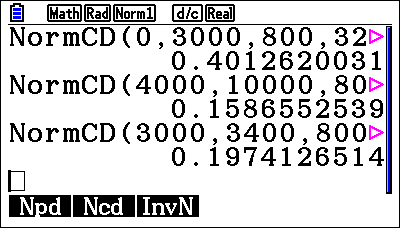 Math Rad Norm1 d/c Real
NormCD(0,3000,800,32
0.4012620031
NormCD(4000,10000,80
0.1586552539
NormCD(3000,3400,800
0.1974126514
Npd Ncd InvN